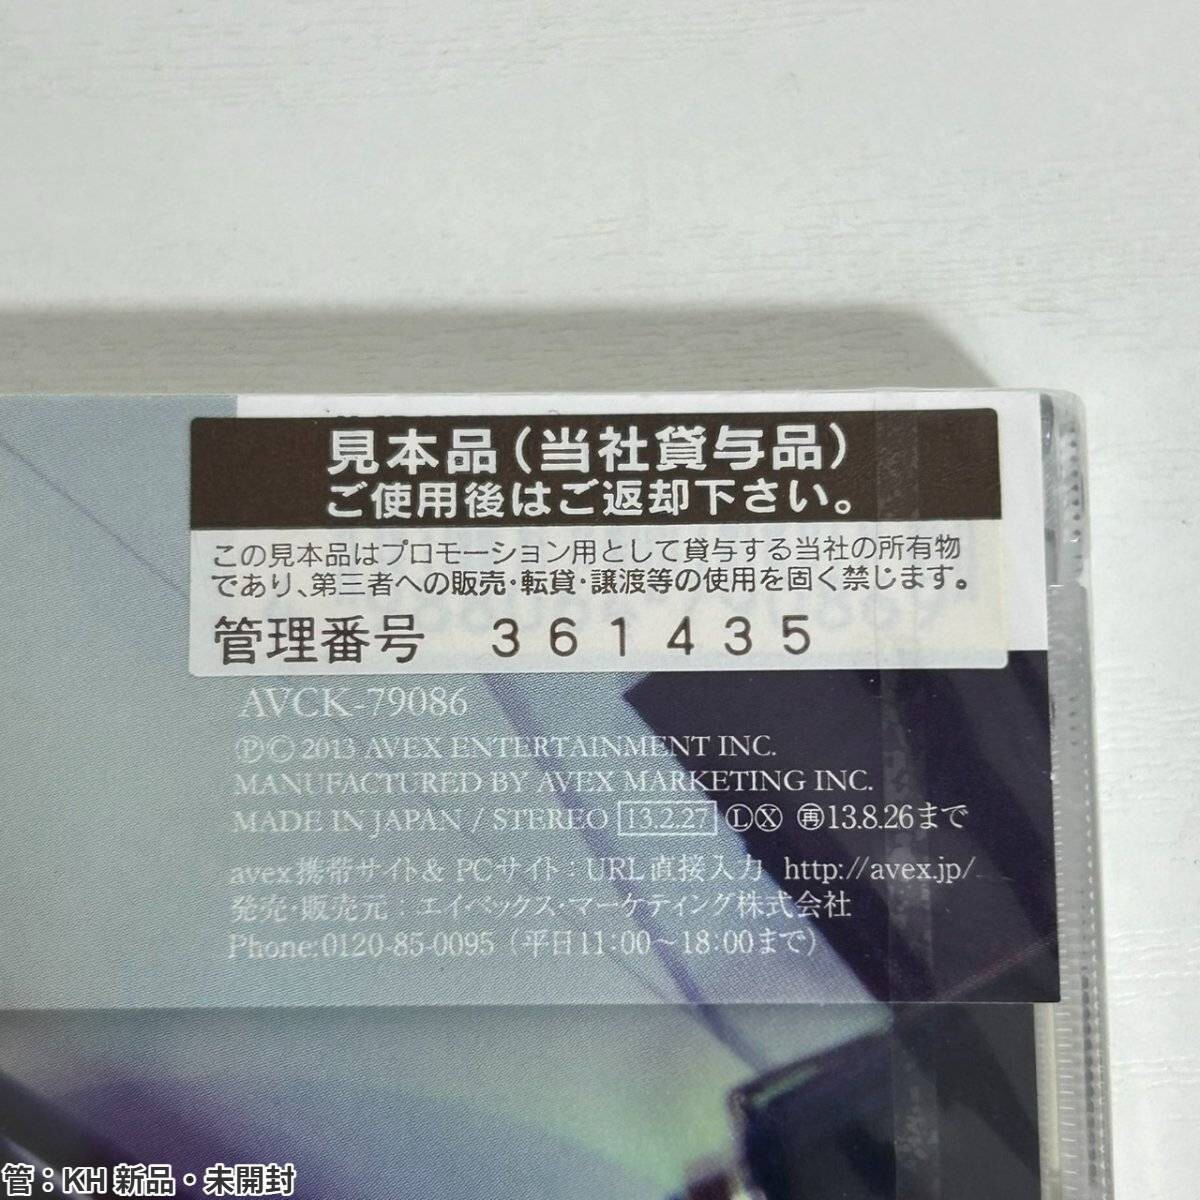 見本品(当社貸与品)
ご使用後はご返却下さい。
この見本品はプロモーション用として貸与する当社の所有物
であり、第三者への販売・転貸・譲渡等の使用を固く禁じます。
管理番号 361435
AVCK-79086
ⓅⒸ 2013 AVEX ENTERTAINMENT INC.
MANUFACTURED BY AVEX MARKETING INC.
MADE IN JAPAN / STEREO 13.2.27 ⓁⓍ ㊐13.8.26まで
avex携帯サイト& PCサイト：URL直接入力 http://avex.jp/
発売・販売元：エイベックス・マーケティング株式会社
Phone:0120-85-0095（平日11:00〜18:00まで）
管：KH 新品・未開封